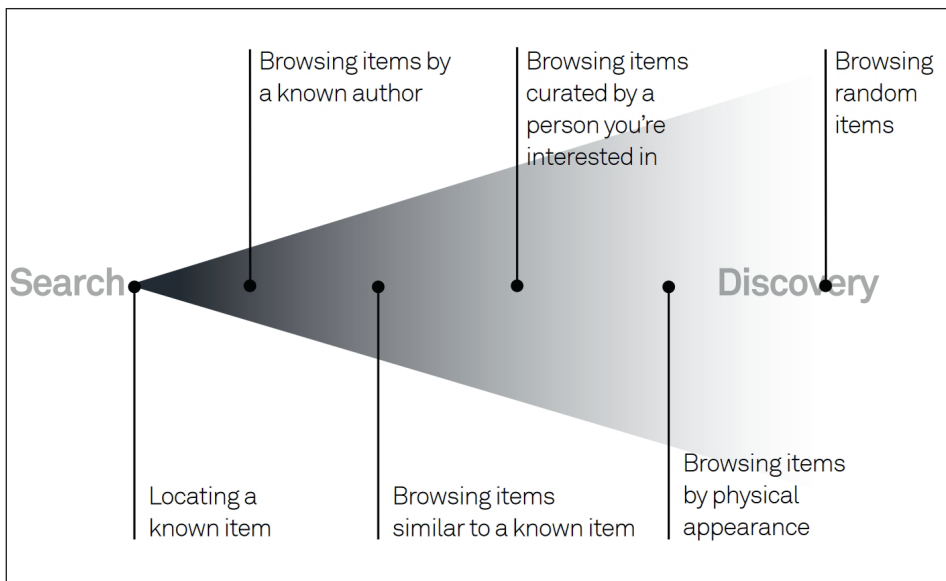 Browsing items by
a known author
Browsing items
curated by a
person you're
interested in
Browsing
random
items
Search
Discovery
Locating a
known item
Browsing items
similar to a known item
Browsing items
by physical
appearance